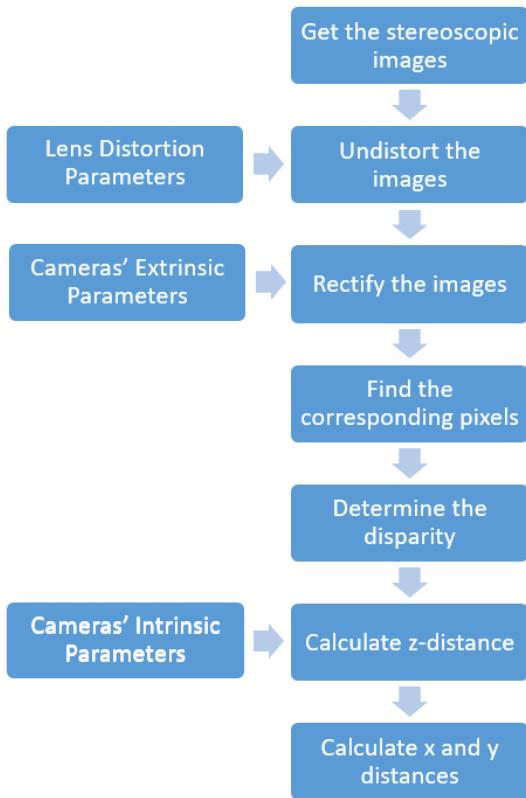 Get the stereoscopic
images
Lens Distortion
Parameters
Undistort the
images
Cameras’ Extrinsic
Parameters
Rectify the images
Find the
corresponding pixels
Determine the
disparity
Cameras’ Intrinsic
Parameters
Calculate z-distance
Calculate x and y
distances